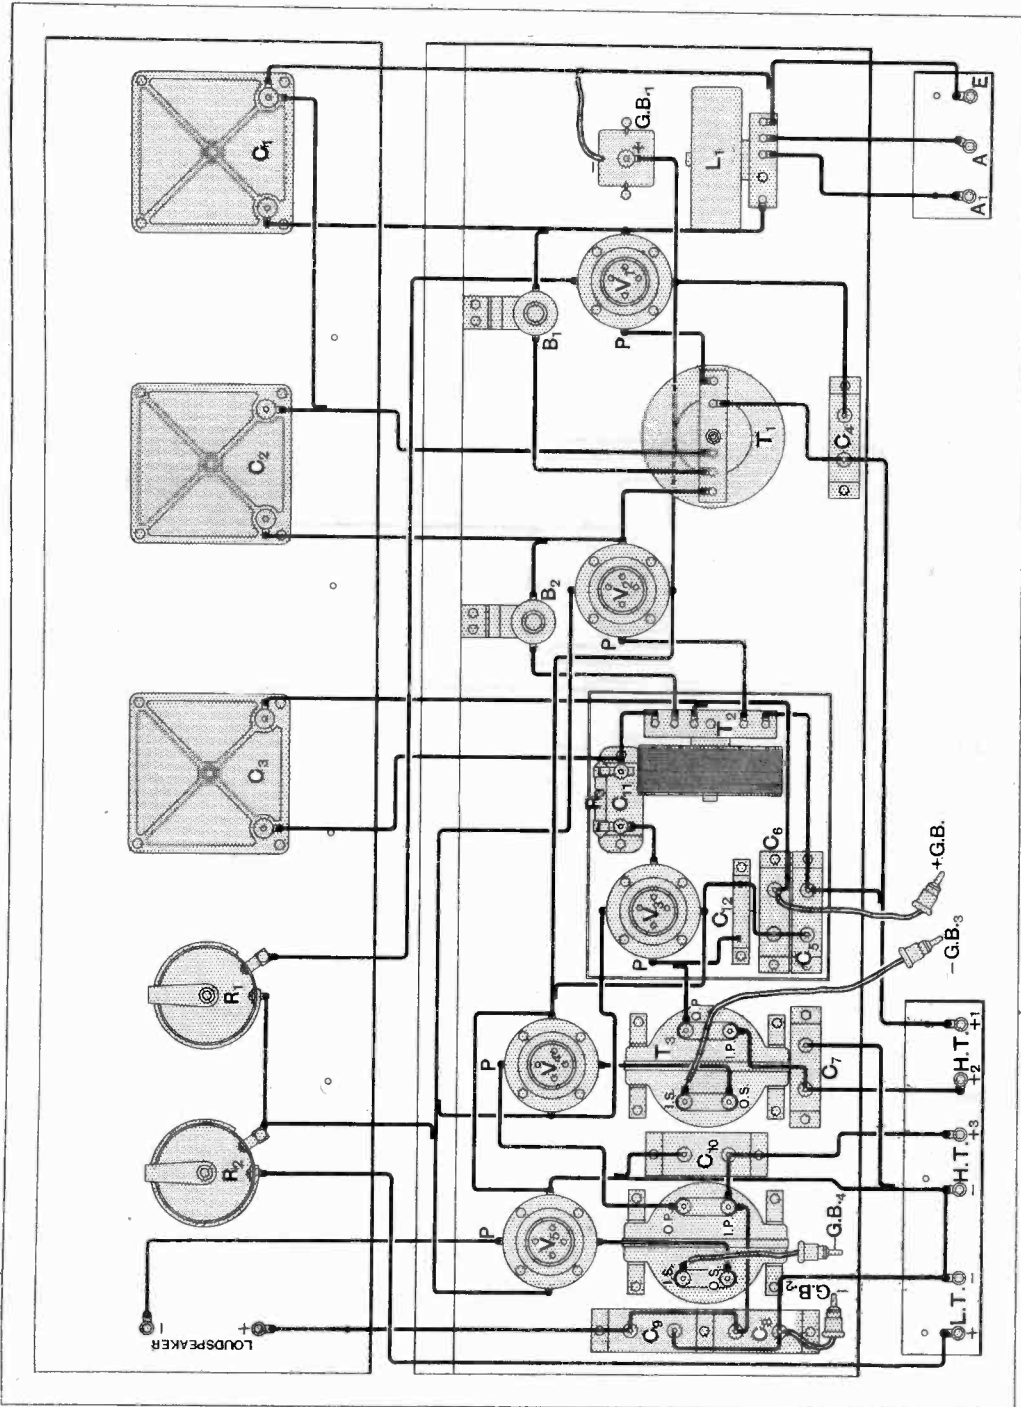 C1
C2
C3
R1
R2
LOUDSPEAKER
+
−
G.B.1
−
+
L1
E
A
A1
V1
P
B1
T1
C4
V2
P
B2
T2
R3
C11
V3
P
C12
C6
C5
+G.B.
−G.B.3
V4
P
T3
O.P.
I.P.
I.S.
O.S.
C7
C10
V5
P
O.P.
I.P.
I.S.
O.S.
−G.B.4
C9
C8
G.B.2
−
H.T.
+1
+2
H.T.
+3
−
L.T.
−
+